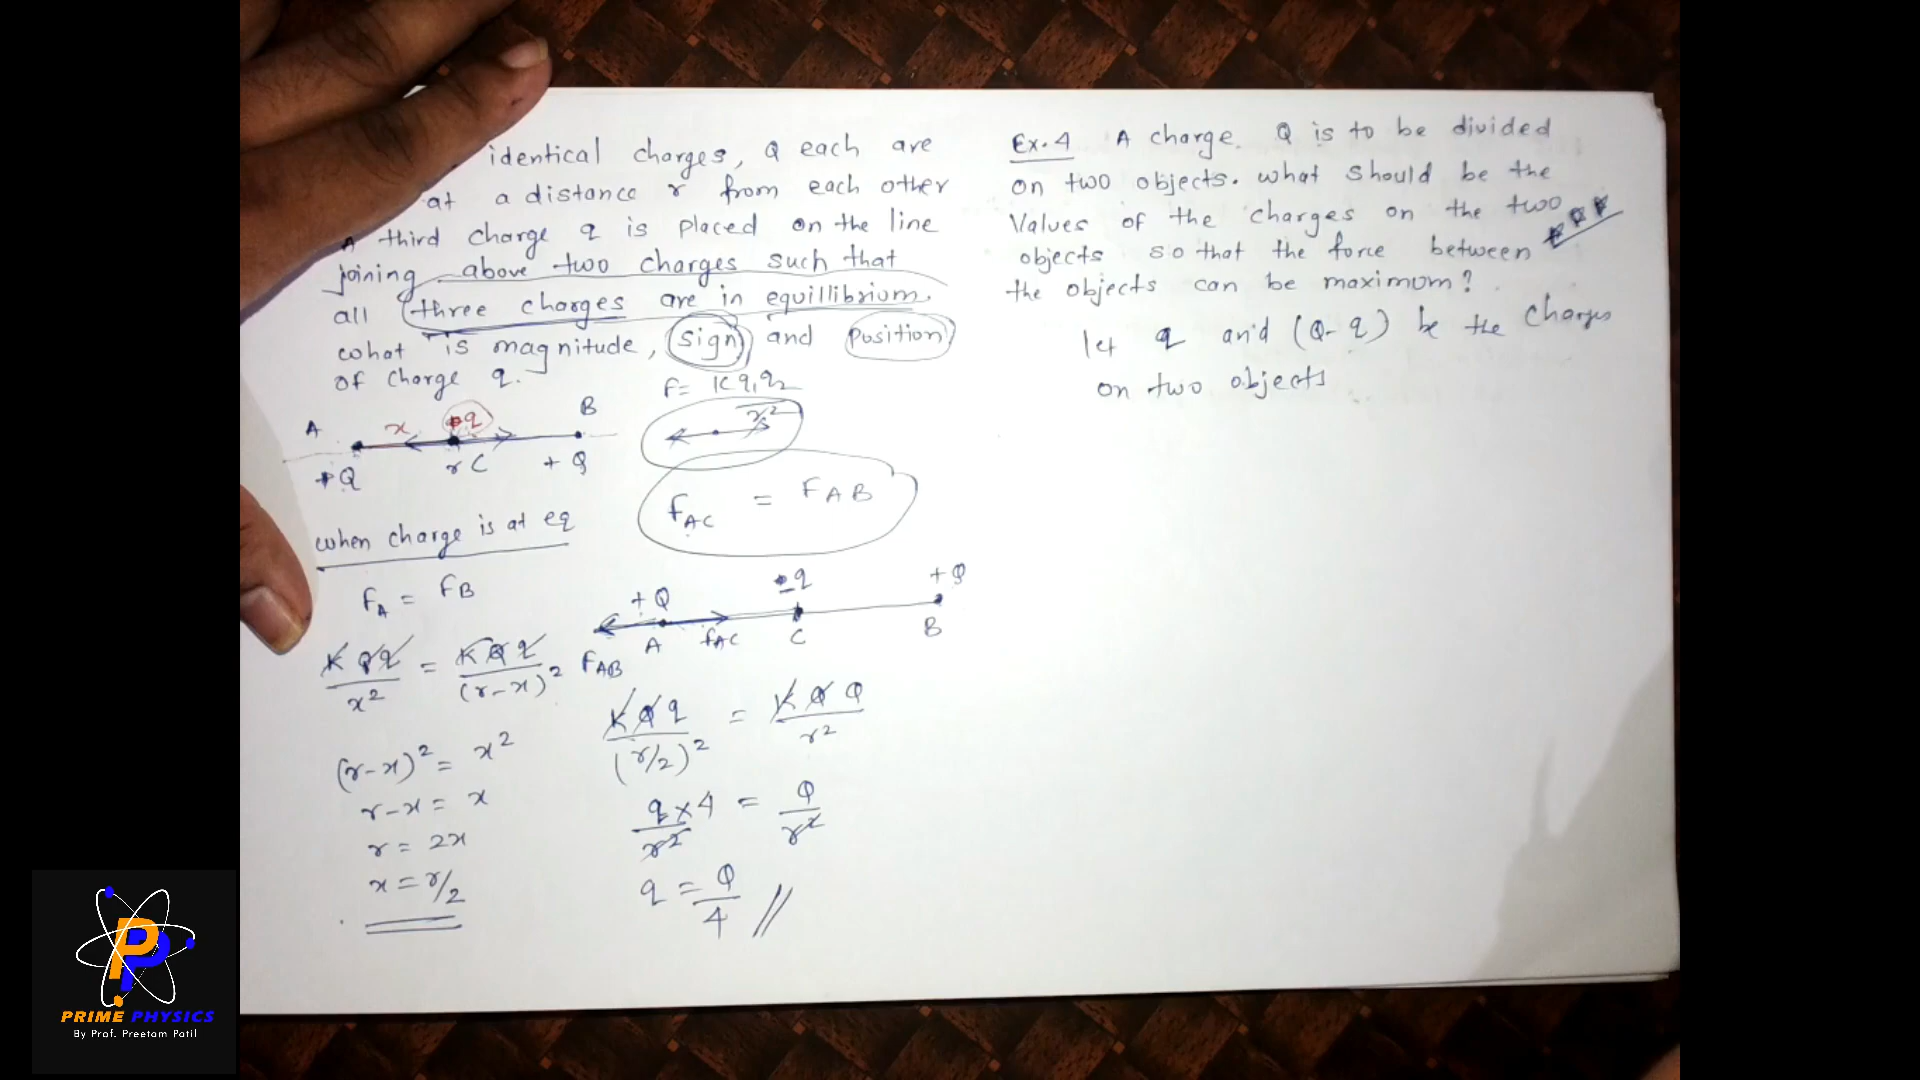 identical charges, Q each are
at a distance r from each other
A third charge q is placed on the line
joining above two charges such that
all three charges are in equillibrium.
what is magnitude, sign and position
of charge q.
F = K q1 q2
r2
A x q B
+Q r C + Q
fAC = FAB
when charge is at eq
fA = FB
K Q q / x2 = K Q q / (r-x)2
(r-x)2 = x2
r-x = x
r = 2x
x = r/2
+Q -q +Q
FAB A fAC C B
K Q q / (r/2)2 = K Q Q / r2
q x 4 / r2 = Q / r2
q = Q / 4 //
Ex.4 A charge. Q is to be divided
on two objects. what should be the
Values of the charges on the two
objects so that the force between
the objects can be maximum?
let q and (Q-q) be the charges
on two objects
PRIME PHYSICS
By Prof. Preetam Patil